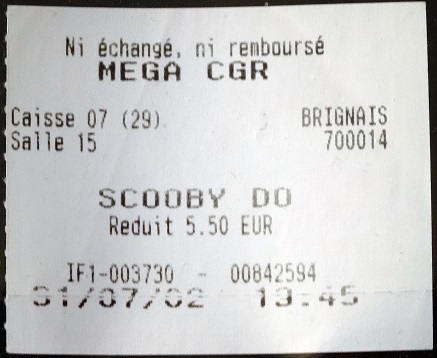 Ni échangé, ni remboursé
MEGA CGR
Caisse 07 (29) BRIGNAIS
Salle 15 700014
SCOOBY DO
Reduit 5.50 EUR
IF1-003730 - 00842594
31/07/02 13:45